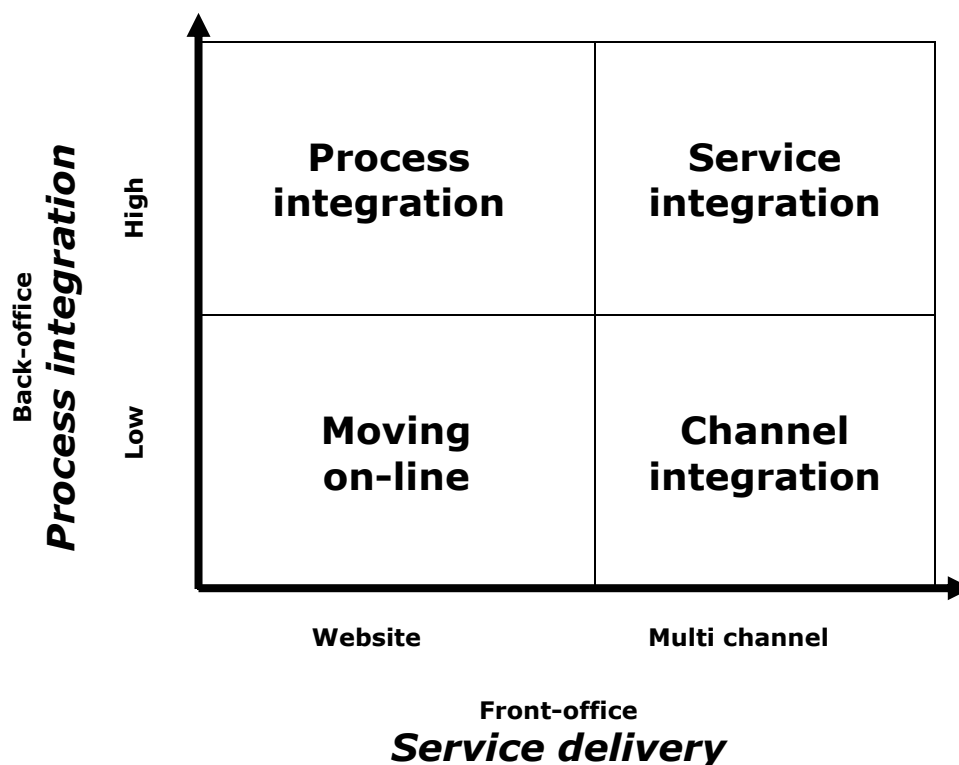 Process
integration
Service
integration
High
Back-office
Process integration
Low
Moving
on-line
Channel
integration
Website
Multi channel
Front-office
Service delivery